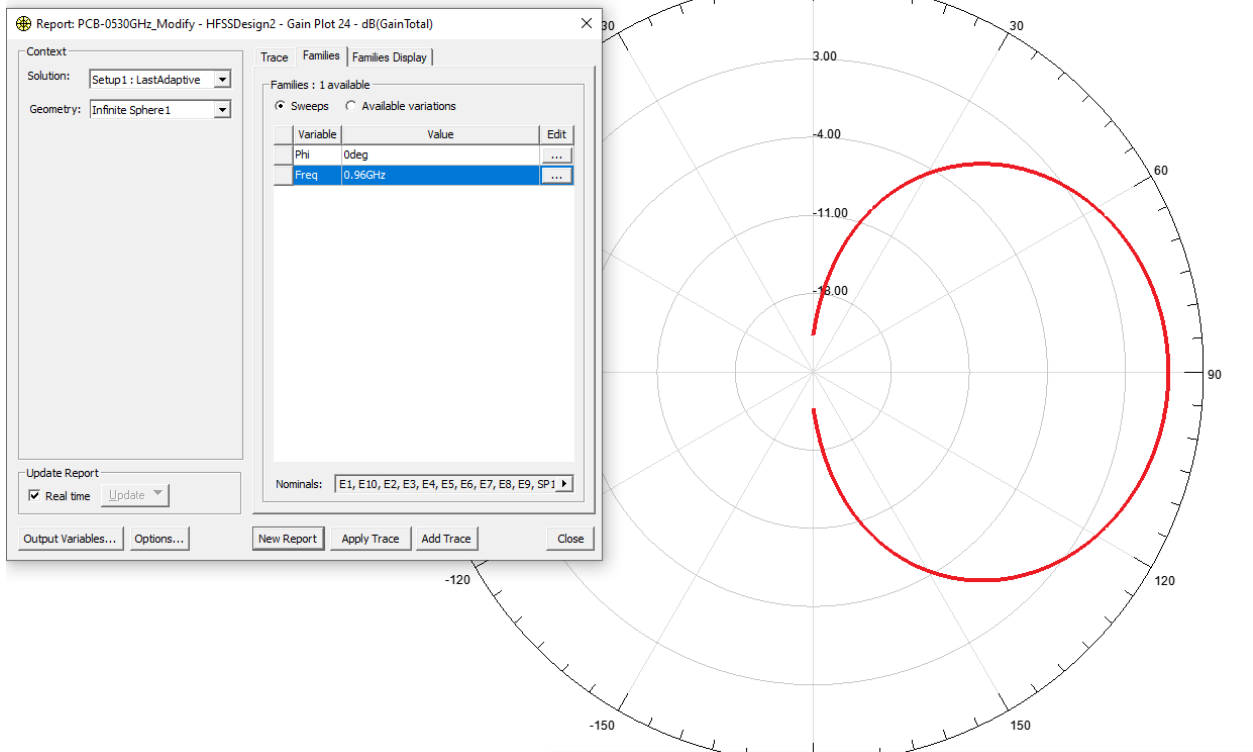 Report: PCB-0530GHz_Modify - HFSSDesign2 - Gain Plot 24 - dB(GainTotal)
Context
Solution: Setup1 : LastAdaptive
Geometry: Infinite Sphere1
Trace Families Families Display
Families : 1 available
Sweeps Available variations
Variable Value Edit
Phi 0deg ...
Freq 0.96GHz ...
Nominals: E1, E10, E2, E3, E4, E5, E6, E7, E8, E9, SP1
Update Report
Real time Update
Output Variables... Options... New Report Apply Trace Add Trace Close
30 30
3.00
-4.00
60
-11.00
-18.00
90
-120 120
-150 150